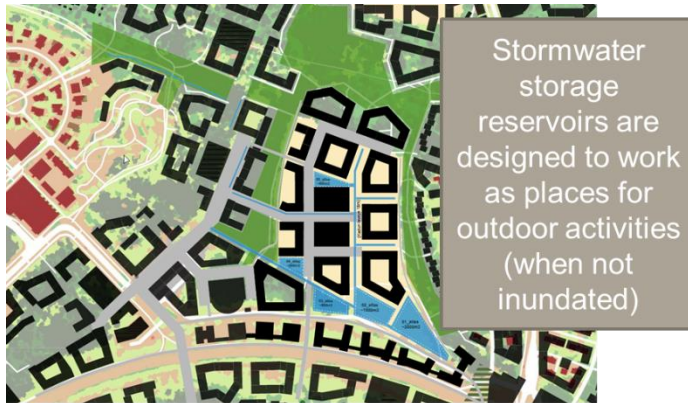 Stormwater
storage
reservoirs are
designed to work
as places for
outdoor activities
(when not
inundated)